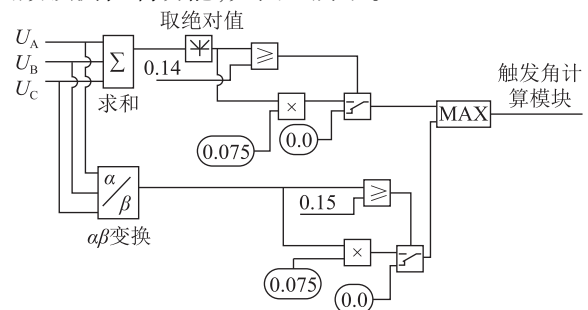 取绝对值
U_A
U_B
U_C
Σ
求和
0.14
≥
×
0.075
0.0
MAX
触发角计
算模块
α/β
αβ变换
0.15
≥
×
0.075
0.0